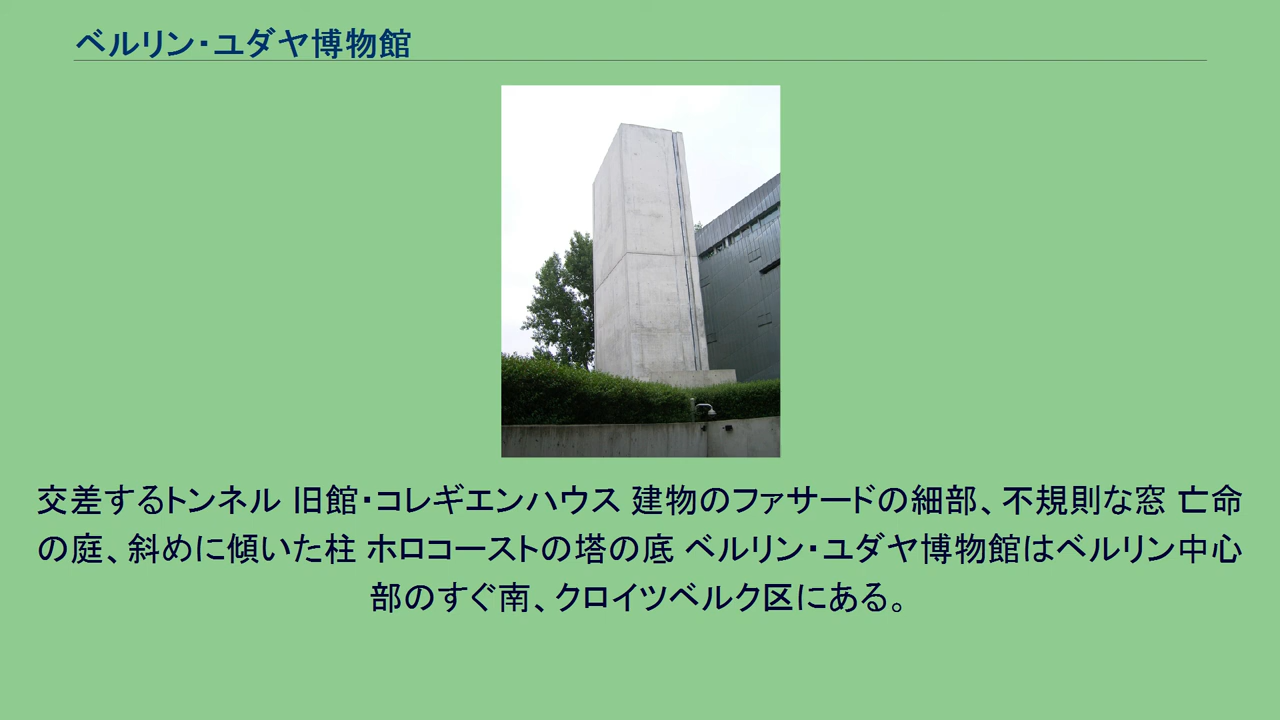 ベルリン・ユダヤ博物館
交差するトンネル 旧館・コレギエンハウス 建物のファサードの細部、不規則な窓 亡命
の庭、斜めに傾いた柱 ホロコーストの塔の底 ベルリン・ユダヤ博物館はベルリン中心
部のすぐ南、クロイツベルク区にある。